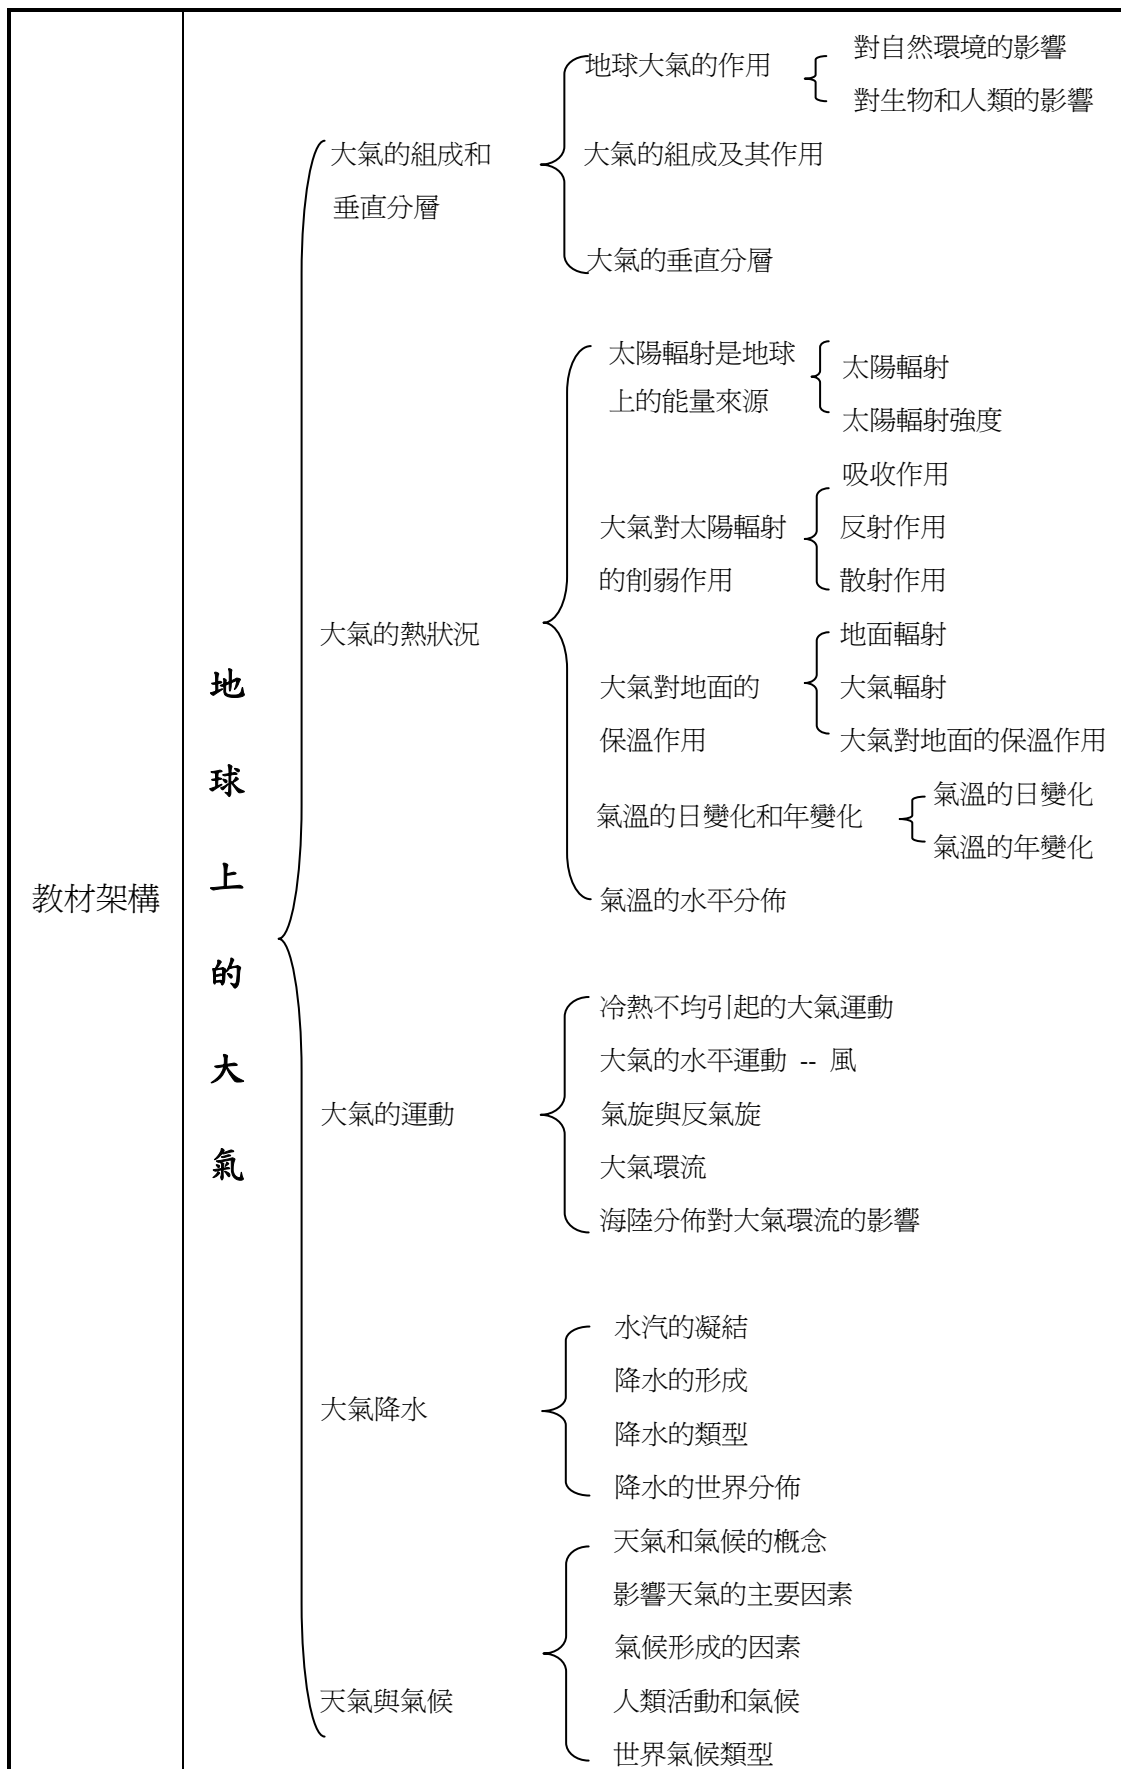 教材架構
地球上的大氣
大氣的組成和
垂直分層
地球大氣的作用
對自然環境的影響
對生物和人類的影響
大氣的組成及其作用
大氣的垂直分層
大氣的熱狀況
太陽輻射是地球
上的能量來源
太陽輻射
太陽輻射強度
大氣對太陽輻射
的削弱作用
吸收作用
反射作用
散射作用
大氣對地面的
保溫作用
地面輻射
大氣輻射
大氣對地面的保溫作用
氣溫的日變化和年變化
氣溫的日變化
氣溫的年變化
氣溫的水平分佈
大氣的運動
冷熱不均引起的大氣運動
大氣的水平運動 -- 風
氣旋與反氣旋
大氣環流
海陸分佈對大氣環流的影響
大氣降水
水汽的凝結
降水的形成
降水的類型
降水的世界分佈
天氣與氣候
天氣和氣候的概念
影響天氣的主要因素
氣候形成的因素
人類活動和氣候
世界氣候類型